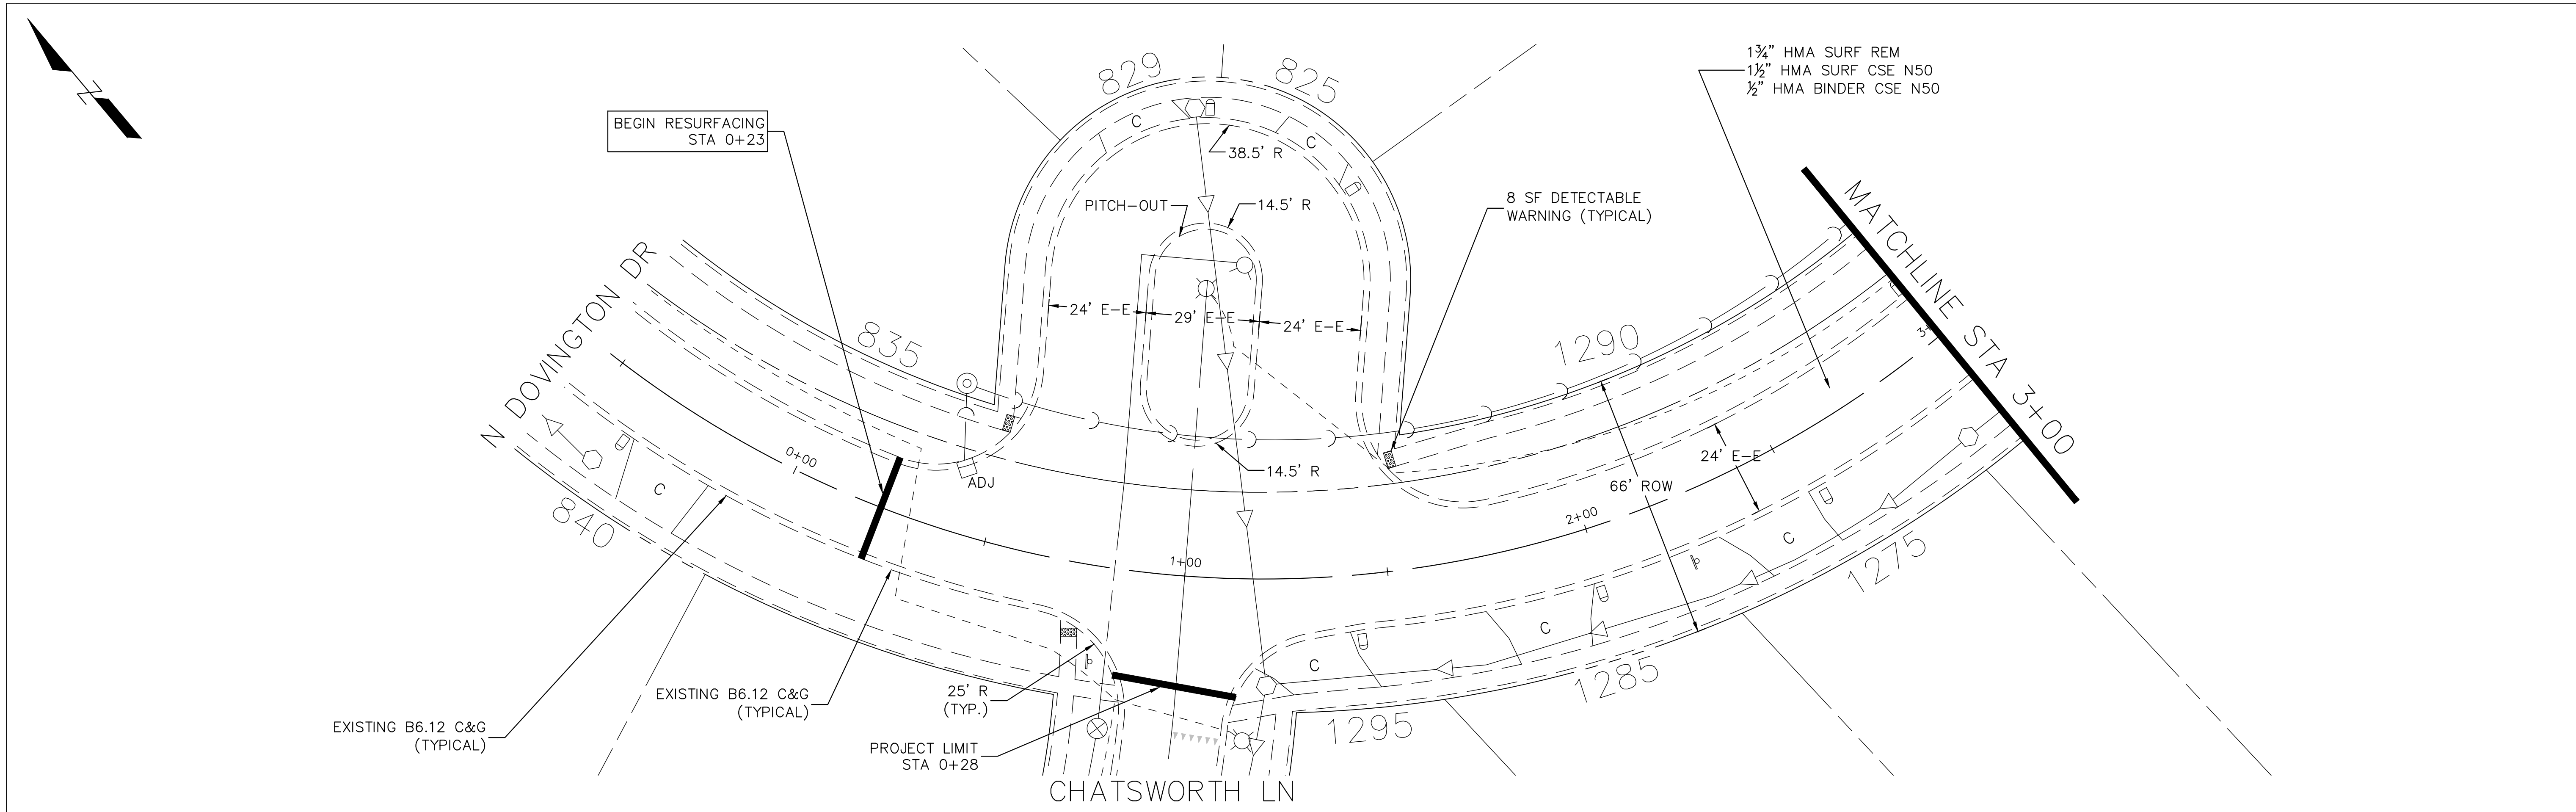 1¾" HMA SURF REM
1½" HMA SURF CSE N50
½" HMA BINDER CSE N50
Z
829
825
BEGIN RESURFACING
STA 0+23
C
C
38.5' R
PITCH-OUT
14.5' R
8 SF DETECTABLE
WARNING (TYPICAL)
MATCHLINE STA 3+00
N DOVINGTON DR
835
24' E-E
29' E-E
24' E-E
1290
3+
0+00
ADJ
14.5' R
24' E-E
66' ROW
C
840
2+00
1+00
C
1275
C
C
1285
1295
25' R
(TYP.)
EXISTING B6.12 C&G
(TYPICAL)
EXISTING B6.12 C&G
(TYPICAL)
PROJECT LIMIT
STA 0+28
CHATSWORTH LN